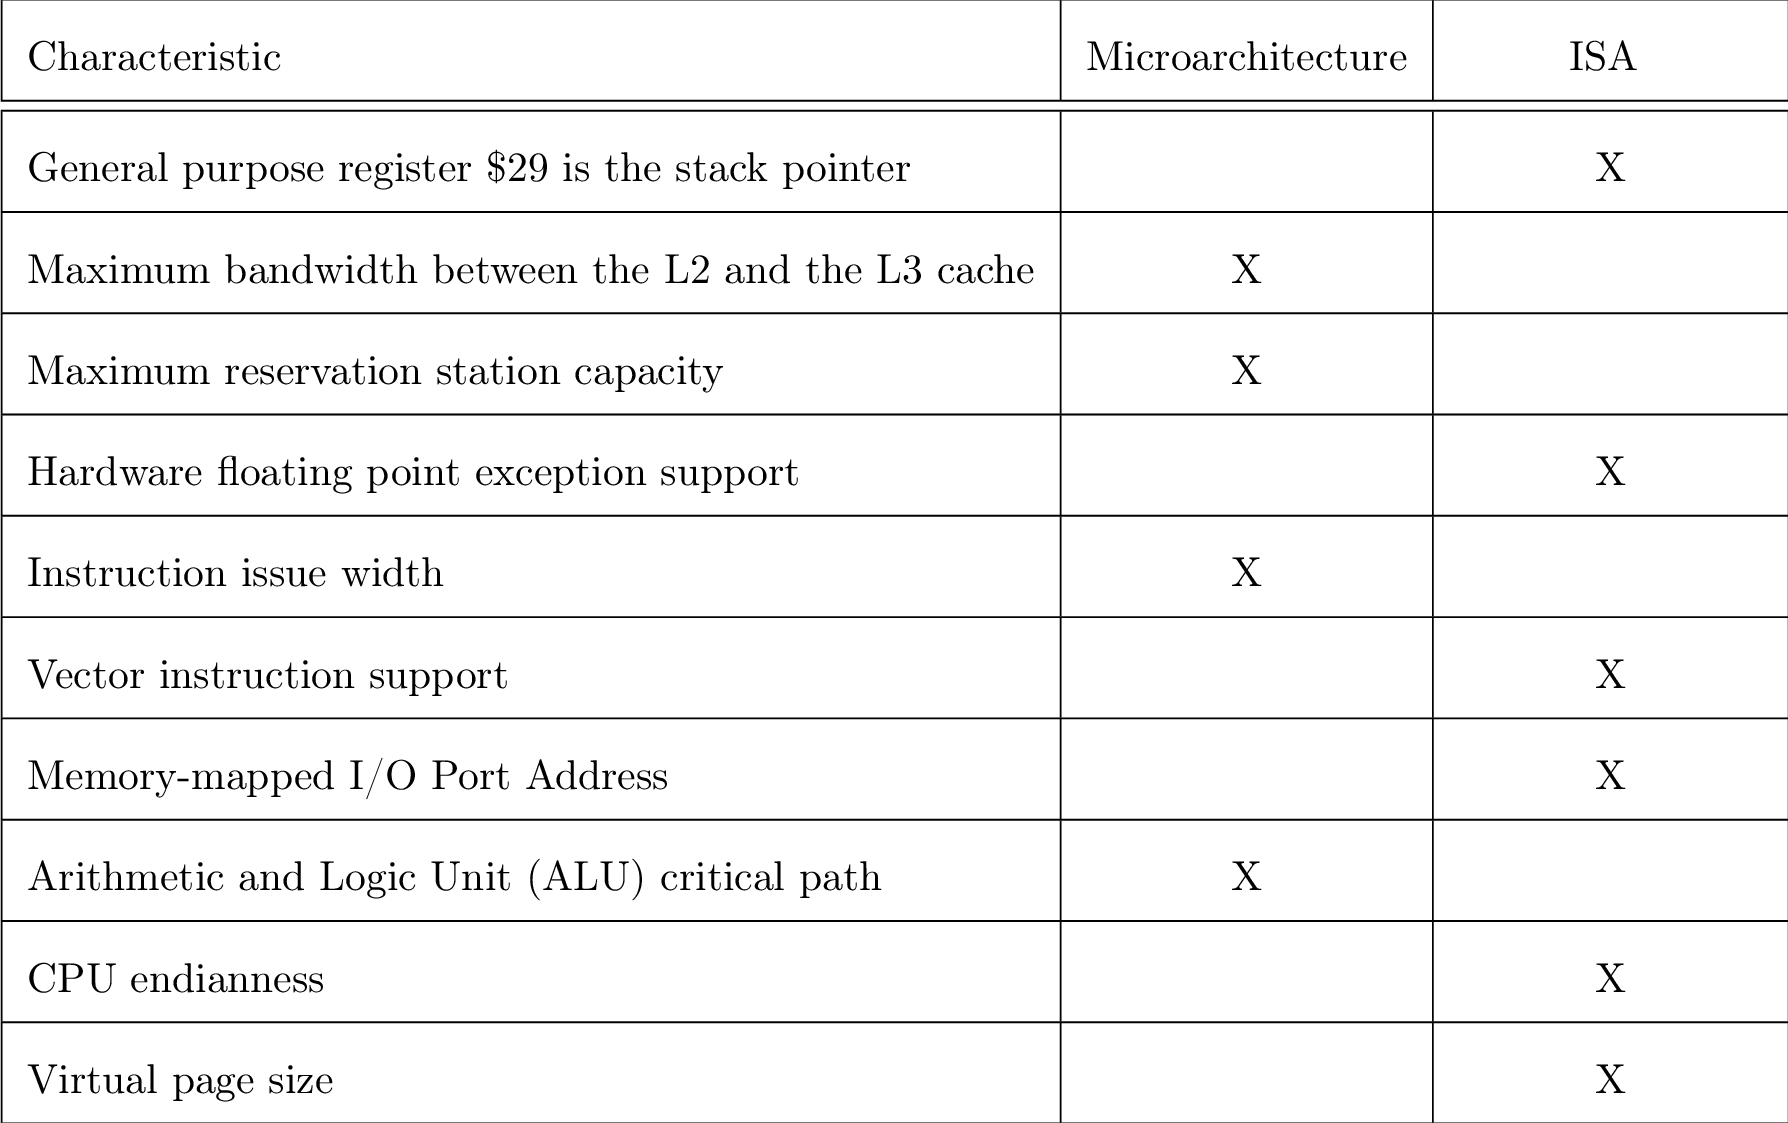 Characteristic Microarchitecture ISA
General purpose register $29 is the stack pointer X
Maximum bandwidth between the L2 and the L3 cache X
Maximum reservation station capacity X
Hardware floating point exception support X
Instruction issue width X
Vector instruction support X
Memory-mapped I/O Port Address X
Arithmetic and Logic Unit (ALU) critical path X
CPU endianness X
Virtual page size X